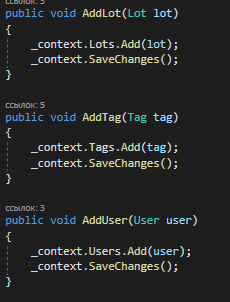 ссылок: 3
public void AddLot(Lot lot)
{
_context.Lots.Add(lot);
_context.SaveChanges();
}
ссылок: 5
public void AddTag(Tag tag)
{
_context.Tags.Add(tag);
_context.SaveChanges();
}
ссылок: 3
public void AddUser(User user)
{
_context.Users.Add(user);
_context.SaveChanges();
}